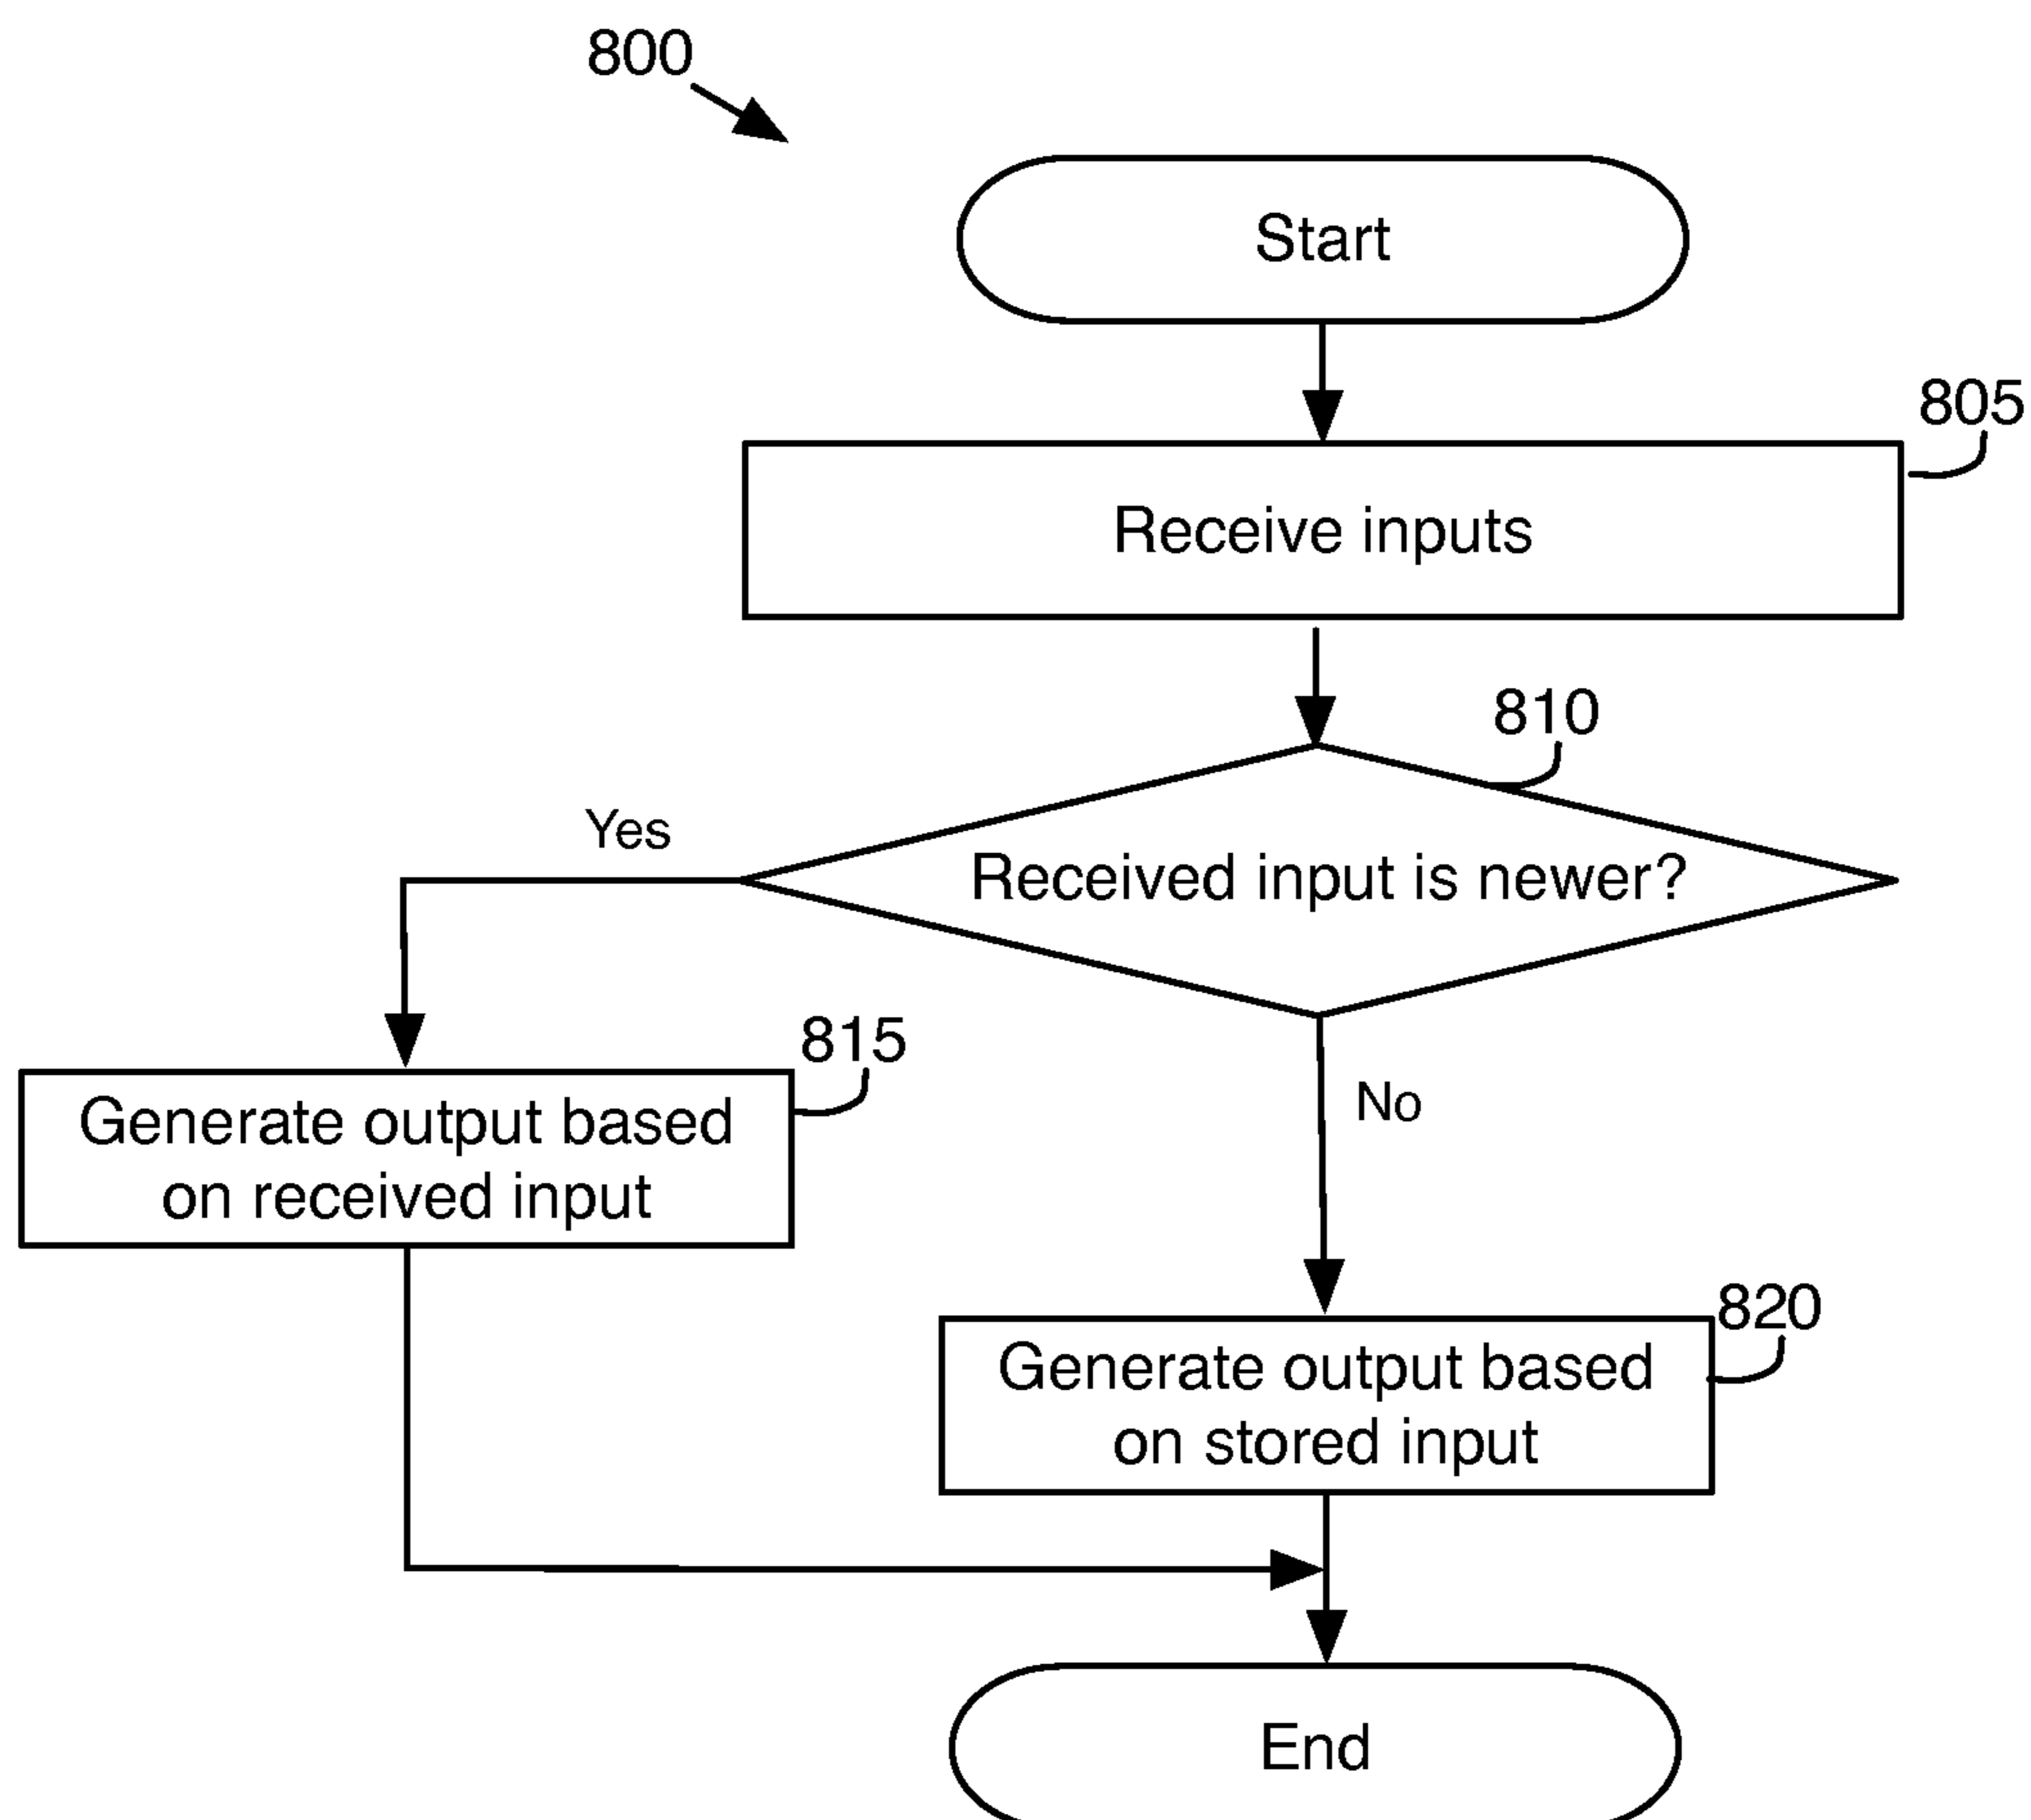 800
Start
805
Receive inputs
810
Yes
Received input is newer?
815
No
Generate output based
on received input
820
Generate output based
on stored input
End